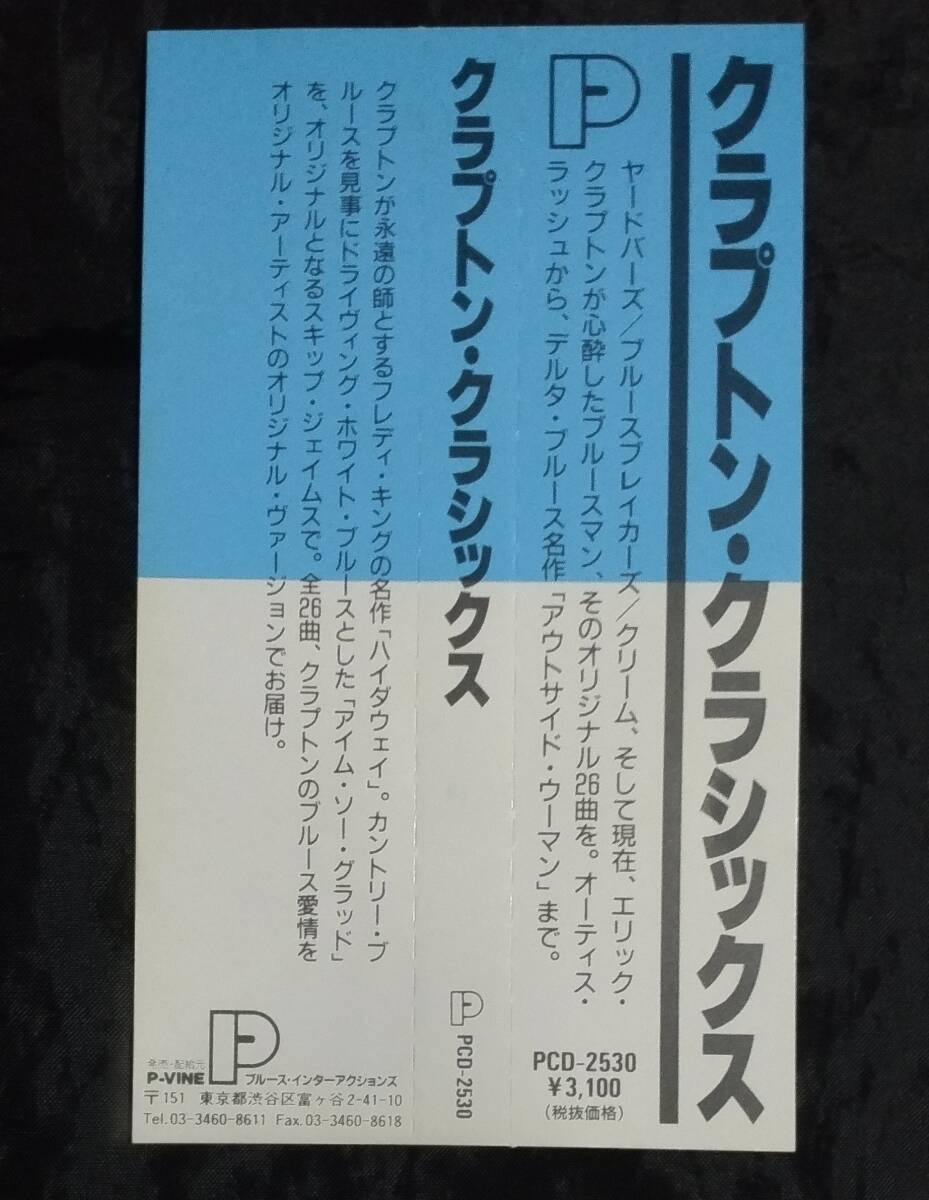 クラプトン・クラシックス
ヤードバーズ/ブルースブレイカーズ/クリーム、そして現在、エリック・
クラプトンが心酔したブルースマン、そのオリジナル26曲を。オーティス・
ラッシュから、デルタ・ブルース名作「アウトサイド・ウーマン」まで。
PCD-2530
¥3,100
(税抜価格)
クラプトン・クラシックス
PCD-2530
クラプトンが永遠の師とするフレディ・キングの名作「ハイダウェイ」。カントリー・ブ
ルースを見事にドライヴィング・ホワイト・ブルースとした「アイム・ソー・グラッド」
を、オリジナルとなるスキップ・ジェイムスで。全26曲、クラプトンのブルース愛情を
オリジナル・アーティストのオリジナル・ヴァージョンでお届け。
発売・配給元
P-VINE ブルース・インターアクションズ
〒151 東京都渋谷区富ヶ谷2-41-10
Tel.03-3460-8611 Fax.03-3460-8618